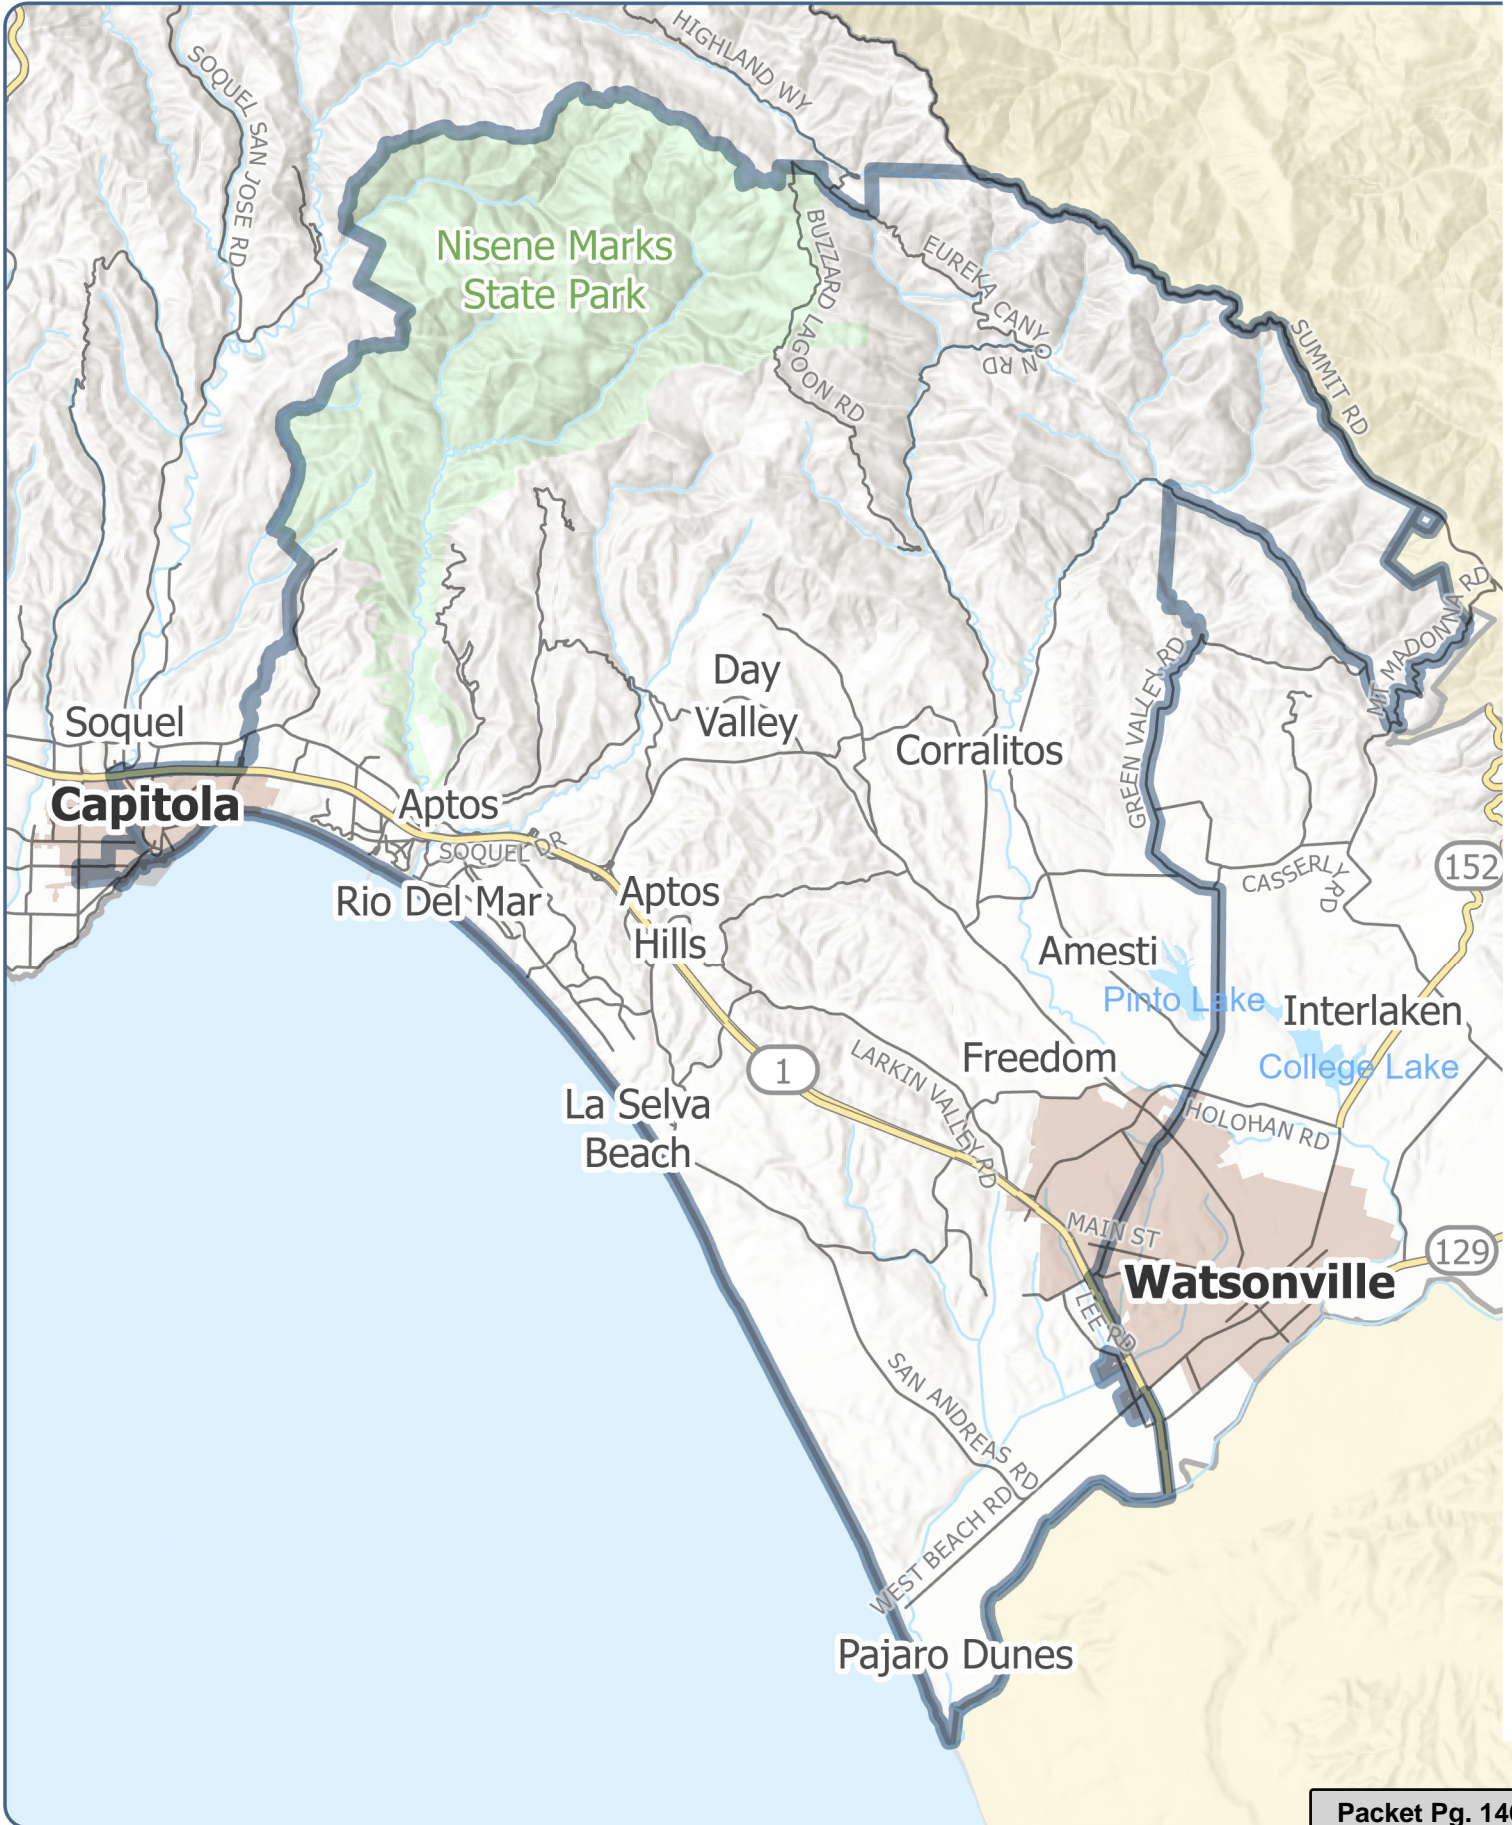 HIGHLAND WY
SOQUEL SAN JOSE RD
Nisene Marks
State Park
BUZZARD LAGOON RD
EUREKA CANYON RD
SUMMIT RD
MT MADONNA RD
GREEN VALLEY RD
Day
Valley
Soquel
Corralitos
Capitola
Aptos
SOQUEL DR
152
CASSERLY RD
Rio Del Mar
Aptos
Hills
Amesti
Pinto Lake
Interlaken
Freedom
College Lake
1
LARKIN VALLEY RD
La Selva
Beach
HOLOHAN RD
MAIN ST
129
Watsonville
LEE RD
SAN ANDREAS RD
WEST BEACH RD
Pajaro Dunes
Packet Pg.